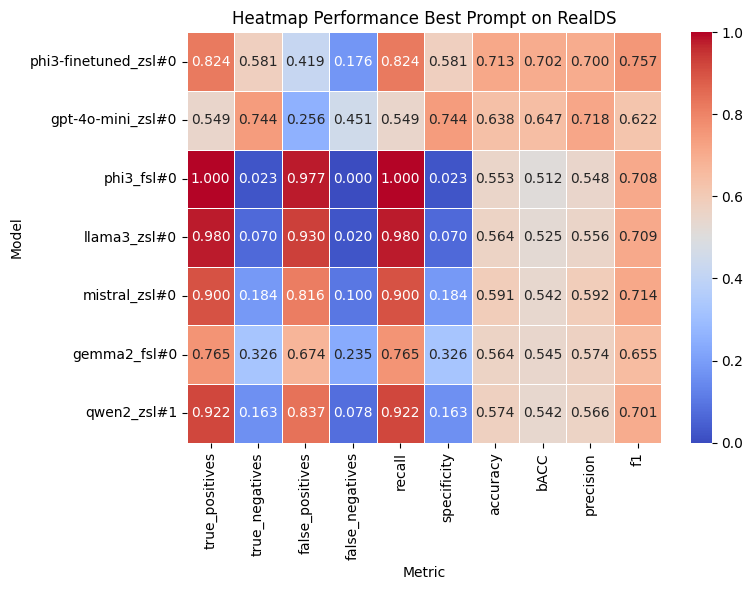 Heatmap Performance Best Prompt on RealDS
Model
phi3-finetuned_zsl#0 0.824 0.581 0.419 0.176 0.824 0.581 0.713 0.702 0.700 0.757
gpt-4o-mini_zsl#0 0.549 0.744 0.256 0.451 0.549 0.744 0.638 0.647 0.718 0.622
phi3_fsl#0 1.000 0.023 0.977 0.000 1.000 0.023 0.553 0.512 0.548 0.708
llama3_zsl#0 0.980 0.070 0.930 0.020 0.980 0.070 0.564 0.525 0.556 0.709
mistral_zsl#0 0.900 0.184 0.816 0.100 0.900 0.184 0.591 0.542 0.592 0.714
gemma2_fsl#0 0.765 0.326 0.674 0.235 0.765 0.326 0.564 0.545 0.574 0.655
qwen2_zsl#1 0.922 0.163 0.837 0.078 0.922 0.163 0.574 0.542 0.566 0.701
true_positives
true_negatives
false_positives
false_negatives
recall
specificity
accuracy
bACC
precision
f1
Metric
1.0
0.8
0.6
0.4
0.2
0.0